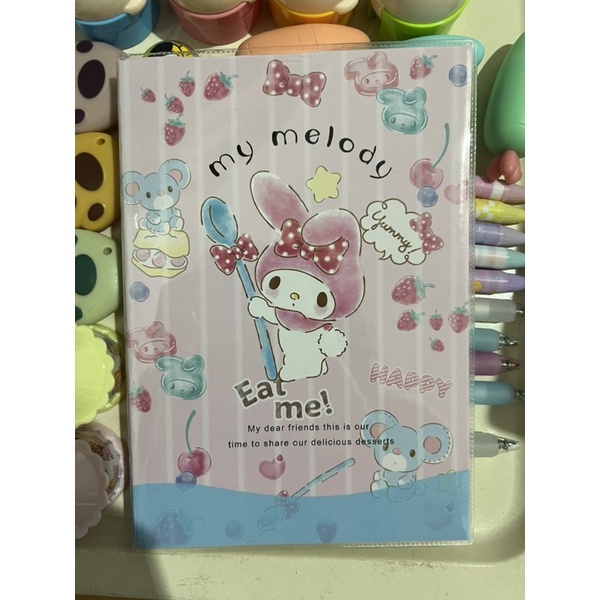 my melody
yummy!
HAPPY
Eat
me!
My dear friends this is our
time to share our delicious desserts